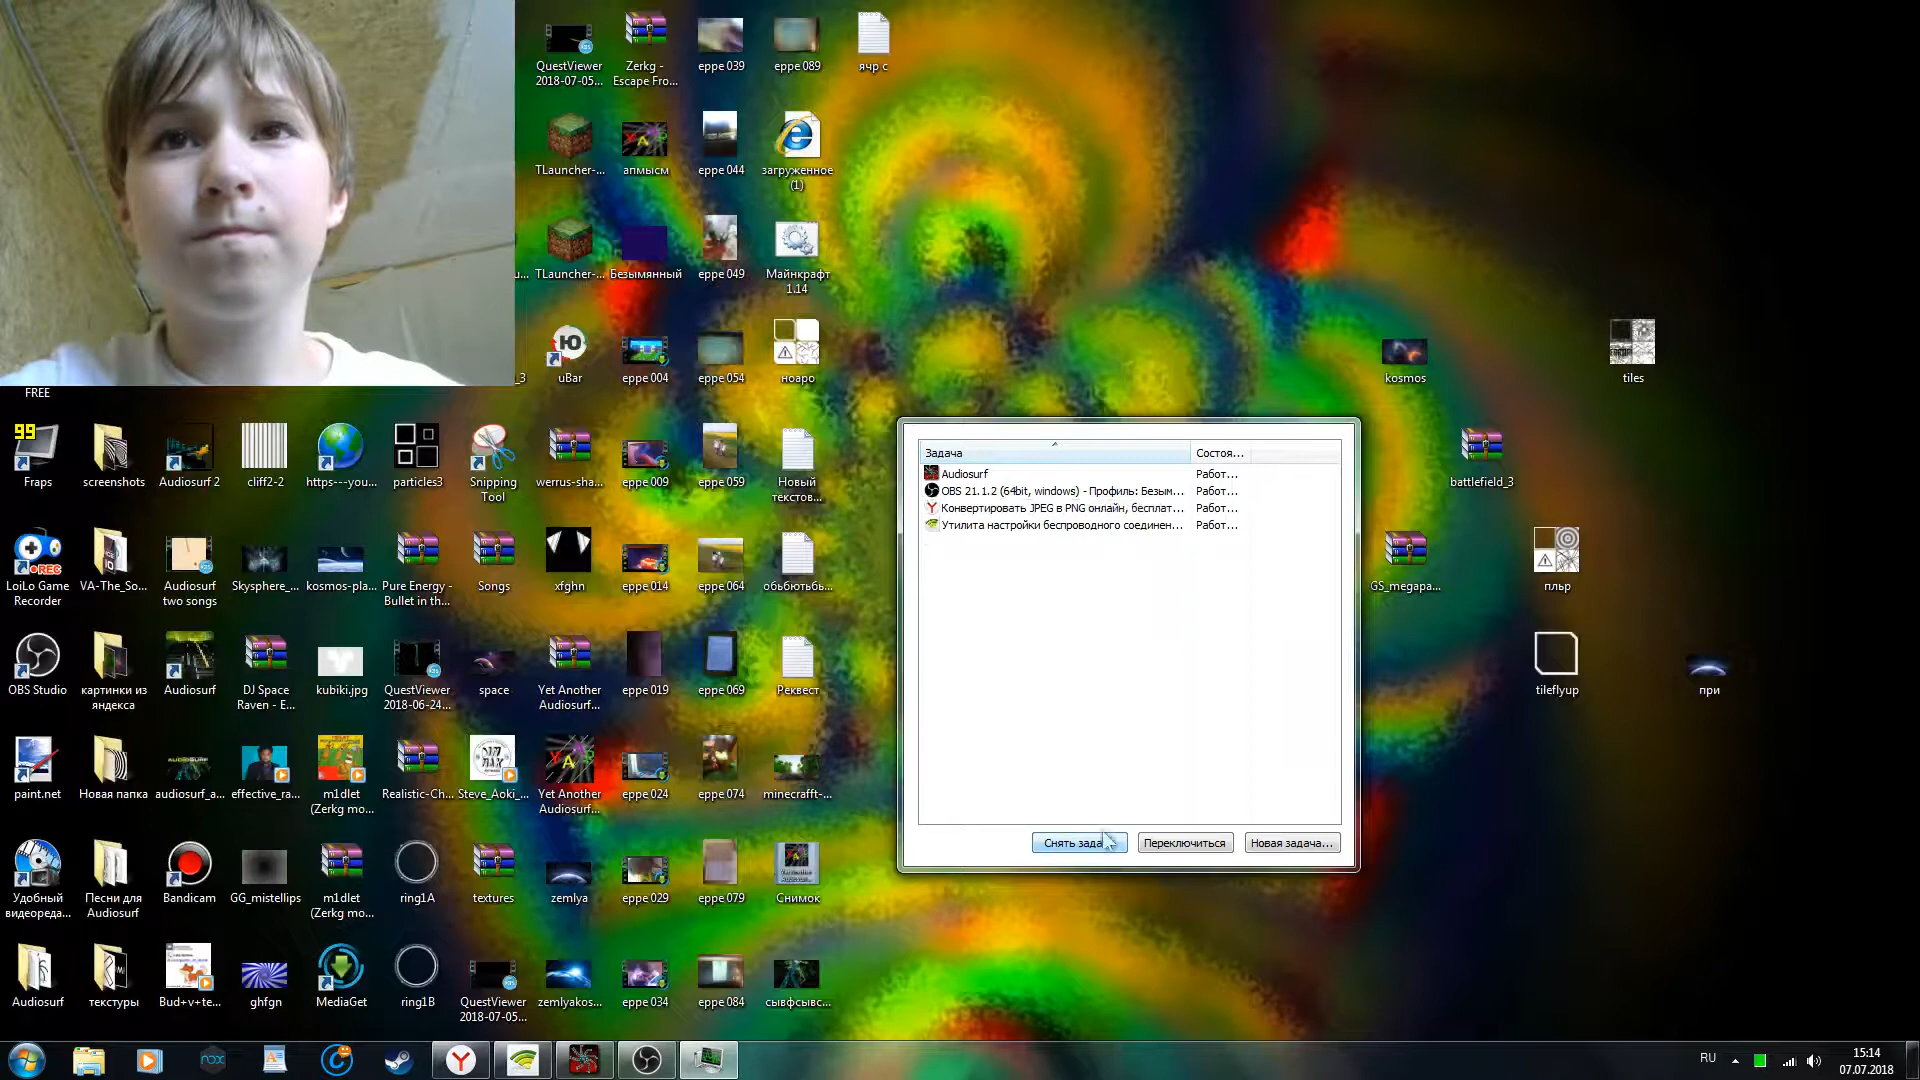 QuestViewer
2018-07-05...
Zerkg -
Escape Fro...
eppe 039
eppe 089
ячр с
TLauncher-...
апмысм
eppe 044
загруженное
(1)
TLauncher-...
Безымянный
eppe 049
Майнкрафт
1.14
uBar
eppe 004
eppe 054
ноаро
kosmos
tiles
FREE
99
Fraps
screenshots
Audiosurf 2
cliff2-2
https---you...
particles3
Snipping
Tool
werrus-sha...
eppe 009
eppe 059
Новый
текстов...
battlefield_3
LoiLo Game
Recorder
VA-The_So...
Audiosurf
two songs
Skysphere_...
kosmos-pla...
Pure Energy -
Bullet in th...
Songs
xfghn
eppe 014
eppe 064
обьбютьбь...
GS_megapa...
пльр
OBS Studio
картинки из
яндекса
Audiosurf
DJ Space
Raven - E...
kubiki.jpg
QuestViewer
2018-06-24...
space
Yet Another
Audiosurf...
eppe 019
eppe 069
Реквест
tileflyup
при
paint.net
Новая папка
audiosurf_a...
effective_ra...
m1dlet
(Zerkg mo...
Realistic-Ch...
Steve_Aoki_...
Yet Another
Audiosurf...
eppe 024
eppe 074
minecrafft-...
Удобный
видеореда...
Песни для
Audiosurf
Bandicam
GG_mistellips
m1dlet
(Zerkg mo...
ring1A
textures
zemlya
eppe 029
eppe 079
Снимок
Audiosurf
текстуры
Bud+v+te...
ghfgn
MediaGet
ring1B
QuestViewer
2018-07-05...
zemlyakos...
eppe 034
eppe 084
сывфсывс...
Задача
Состоя...
Audiosurf
Работ...
OBS 21.1.2 (64bit, windows) - Профиль: Безым...
Работ...
Конвертировать JPEG в PNG онлайн, бесплат...
Работ...
Утилита настройки беспроводного соединен...
Работ...
Снять зада
Переключиться
Новая задача...
RU
15:14
07.07.2018